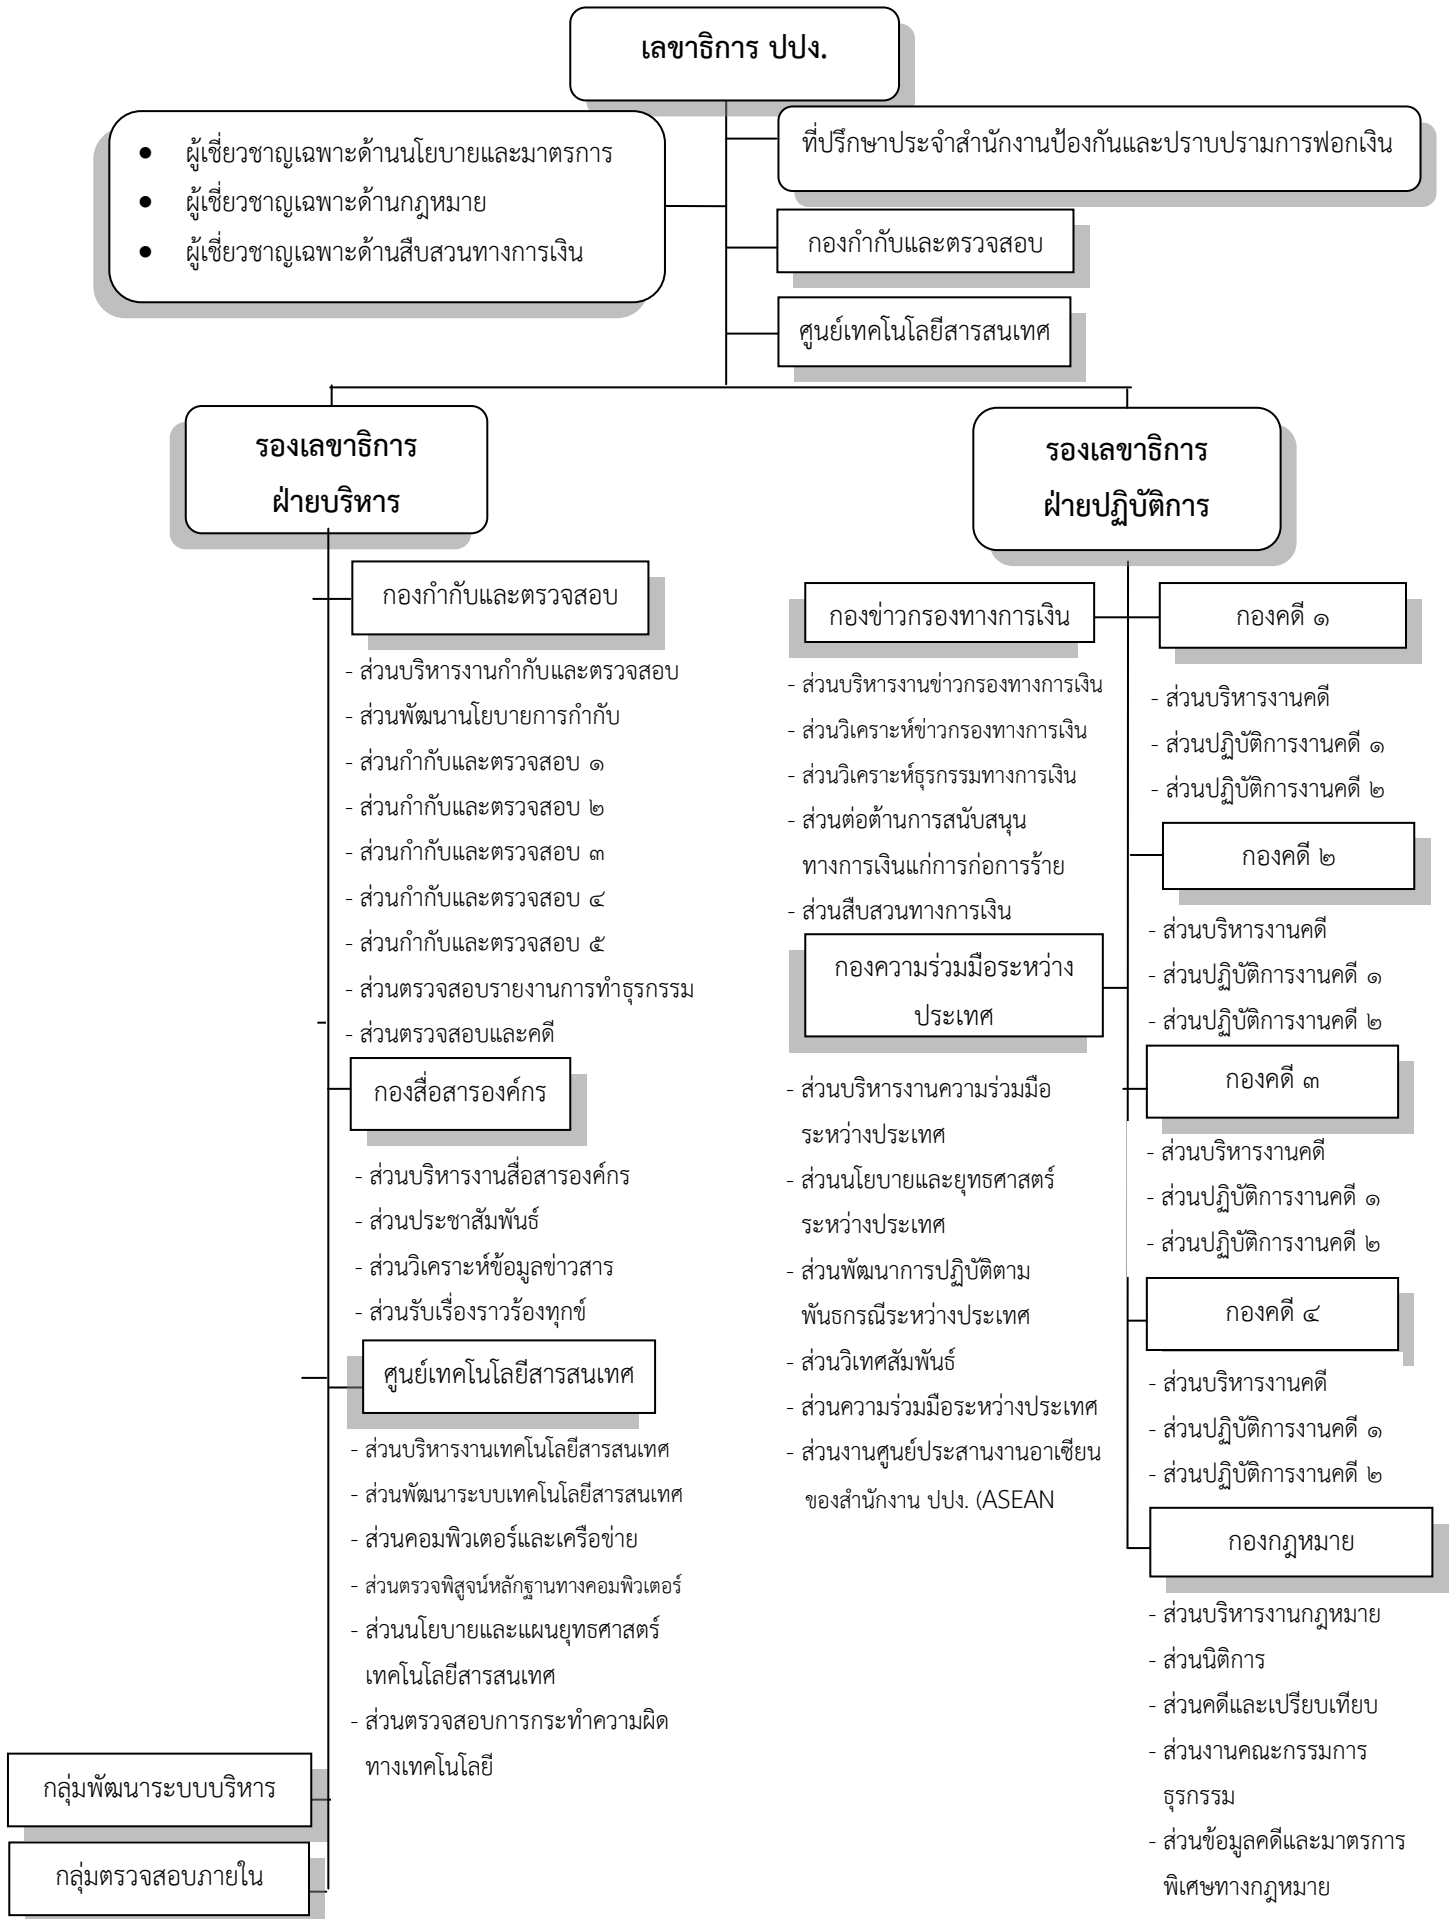 เลขาธิการ ปปง.
• ผู้เชี่ยวชาญเฉพาะด้านนโยบายและมาตรการ
• ผู้เชี่ยวชาญเฉพาะด้านกฎหมาย
• ผู้เชี่ยวชาญเฉพาะด้านสืบสวนทางการเงิน
ที่ปรึกษาประจำสำนักงานป้องกันและปราบปรามการฟอกเงิน
กองกำกับและตรวจสอบ
ศูนย์เทคโนโลยีสารสนเทศ
รองเลขาธิการ
ฝ่ายบริหาร
กองกำกับและตรวจสอบ
- ส่วนบริหารงานกำกับและตรวจสอบ
- ส่วนพัฒนานโยบายการกำกับ
- ส่วนกำกับและตรวจสอบ ๑
- ส่วนกำกับและตรวจสอบ ๒
- ส่วนกำกับและตรวจสอบ ๓
- ส่วนกำกับและตรวจสอบ ๔
- ส่วนกำกับและตรวจสอบ ๕
- ส่วนตรวจสอบรายงานการทำธุรกรรม
- ส่วนตรวจสอบและคดี
กองสื่อสารองค์กร
- ส่วนบริหารงานสื่อสารองค์กร
- ส่วนประชาสัมพันธ์
- ส่วนวิเคราะห์ข้อมูลข่าวสาร
- ส่วนรับเรื่องราวร้องทุกข์
ศูนย์เทคโนโลยีสารสนเทศ
- ส่วนบริหารงานเทคโนโลยีสารสนเทศ
- ส่วนพัฒนาระบบเทคโนโลยีสารสนเทศ
- ส่วนคอมพิวเตอร์และเครือข่าย
- ส่วนตรวจพิสูจน์หลักฐานทางคอมพิวเตอร์
- ส่วนนโยบายและแผนยุทธศาสตร์
เทคโนโลยีสารสนเทศ
- ส่วนตรวจสอบการกระทำความผิด
ทางเทคโนโลยี
กลุ่มพัฒนาระบบบริหาร
กลุ่มตรวจสอบภายใน
รองเลขาธิการ
ฝ่ายปฏิบัติการ
กองข่าวกรองทางการเงิน
- ส่วนบริหารงานข่าวกรองทางการเงิน
- ส่วนวิเคราะห์ข่าวกรองทางการเงิน
- ส่วนวิเคราะห์ธุรกรรมทางการเงิน
- ส่วนต่อต้านการสนับสนุน
ทางการเงินแก่การก่อการร้าย
- ส่วนสืบสวนทางการเงิน
กองความร่วมมือระหว่าง
ประเทศ
- ส่วนบริหารงานความร่วมมือ
ระหว่างประเทศ
- ส่วนนโยบายและยุทธศาสตร์
ระหว่างประเทศ
- ส่วนพัฒนาการปฏิบัติตาม
พันธกรณีระหว่างประเทศ
- ส่วนวิเทศสัมพันธ์
- ส่วนความร่วมมือระหว่างประเทศ
- ส่วนงานศูนย์ประสานงานอาเซียน
ของสำนักงาน ปปง. (ASEAN
กองคดี ๑
- ส่วนบริหารงานคดี
- ส่วนปฏิบัติการงานคดี ๑
- ส่วนปฏิบัติการงานคดี ๒
กองคดี ๒
- ส่วนบริหารงานคดี
- ส่วนปฏิบัติการงานคดี ๑
- ส่วนปฏิบัติการงานคดี ๒
กองคดี ๓
- ส่วนบริหารงานคดี
- ส่วนปฏิบัติการงานคดี ๑
- ส่วนปฏิบัติการงานคดี ๒
กองคดี ๔
- ส่วนบริหารงานคดี
- ส่วนปฏิบัติการงานคดี ๑
- ส่วนปฏิบัติการงานคดี ๒
กองกฎหมาย
- ส่วนบริหารงานกฎหมาย
- ส่วนนิติการ
- ส่วนคดีและเปรียบเทียบ
- ส่วนงานคณะกรรมการ
ธุรกรรม
- ส่วนข้อมูลคดีและมาตรการ
พิเศษทางกฎหมาย